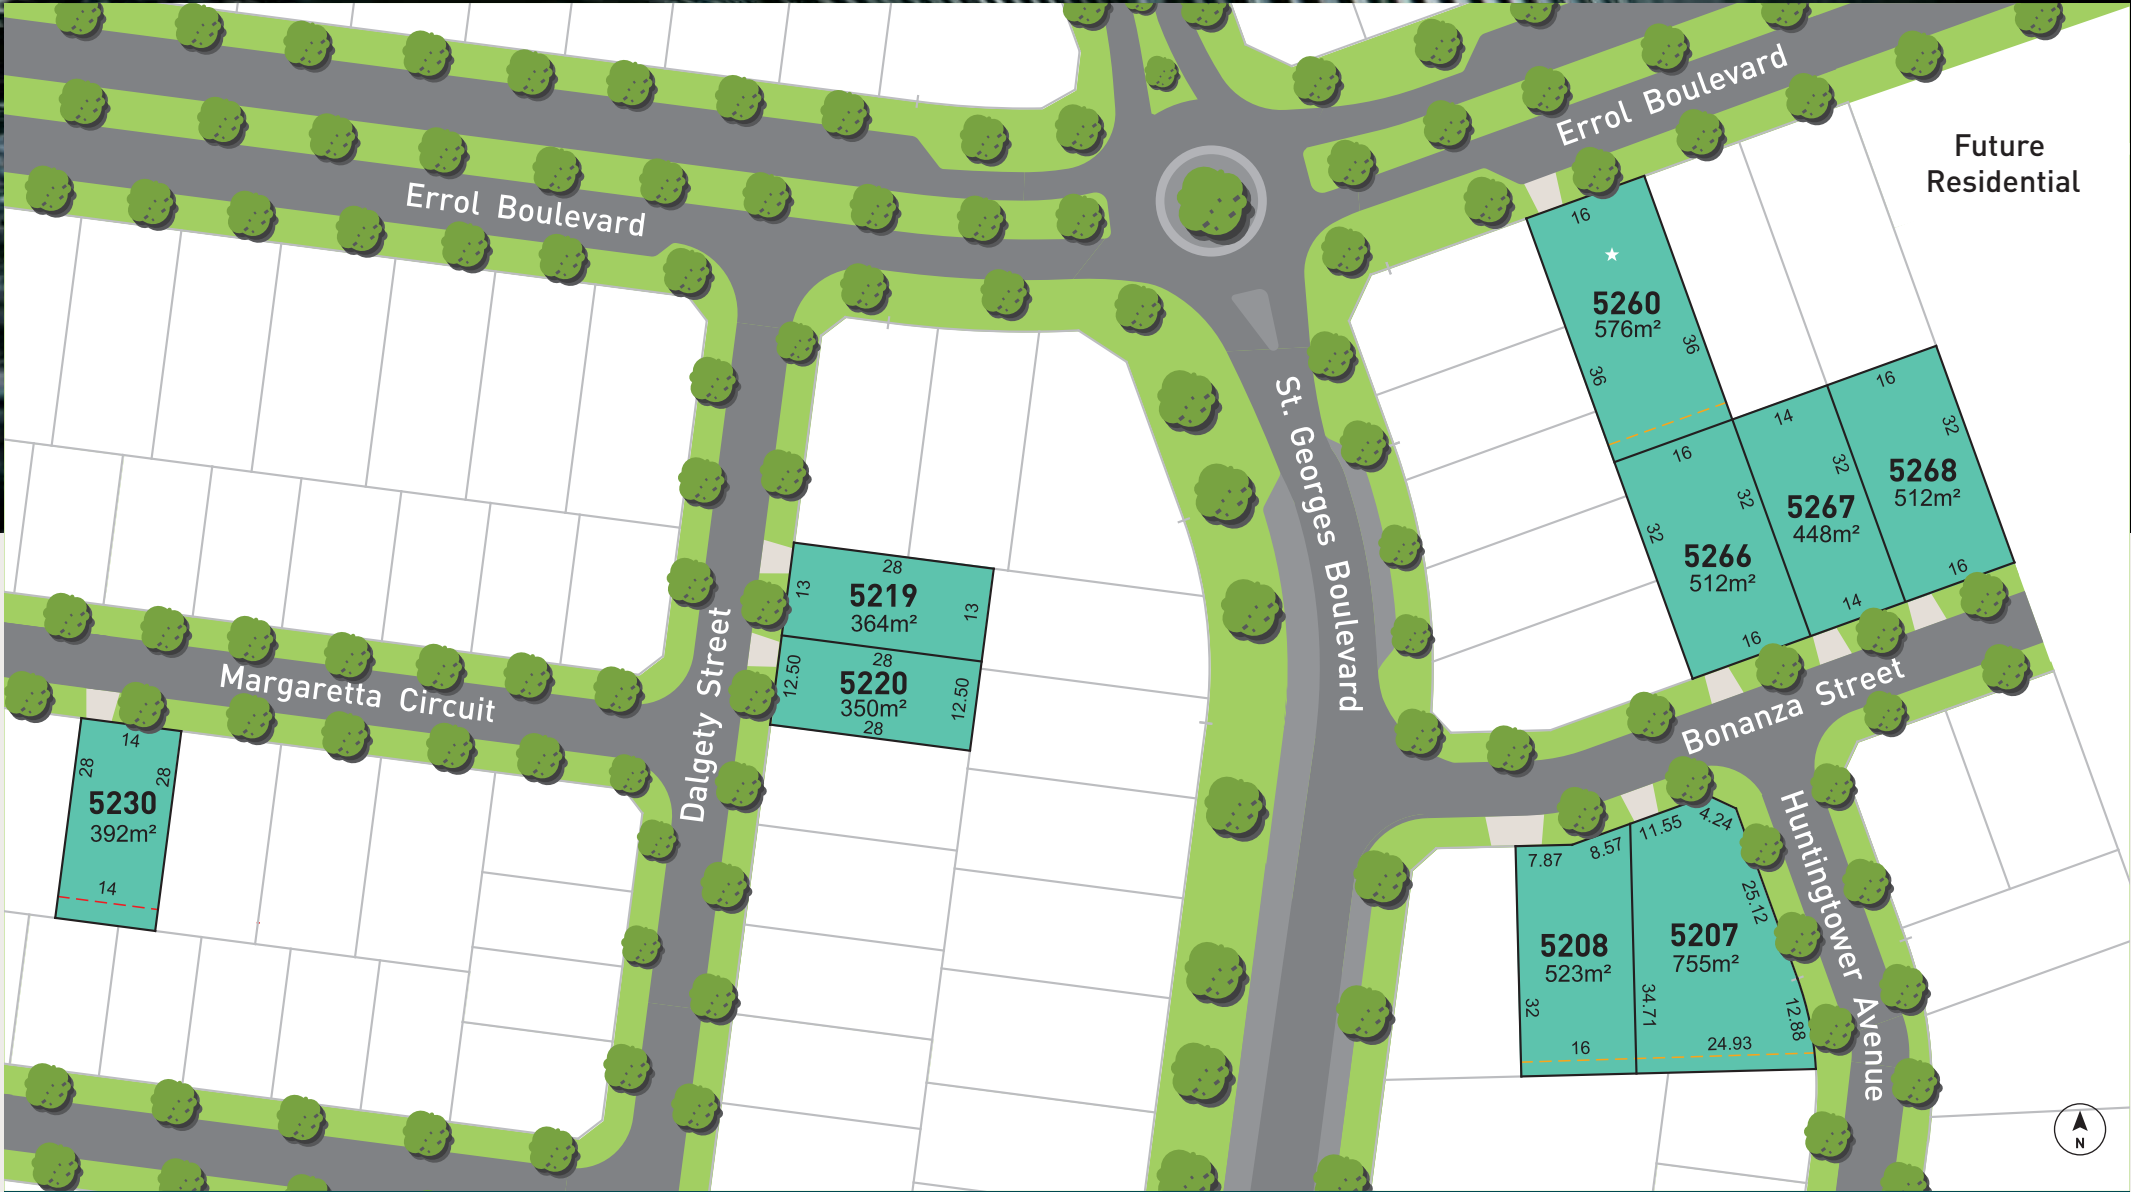 Errol Boulevard
Errol Boulevard
Future
Residential
16
5260
576m²
36
36
16
14
16
32
32
32
32
5268
512m²
5267
448m²
5266
512m²
16
14
16
St. Georges Boulevard
28
13
5219
364m²
13
28
12.50
5220
350m²
12.50
28
Dalgety Street
Margaretta Circuit
14
28
28
5230
392m²
14
Bonanza Street
Huntingtower Avenue
7.87
8.57
11.55
4.24
25.12
5208
523m²
5207
755m²
32
34.71
12.88
16
24.93
N